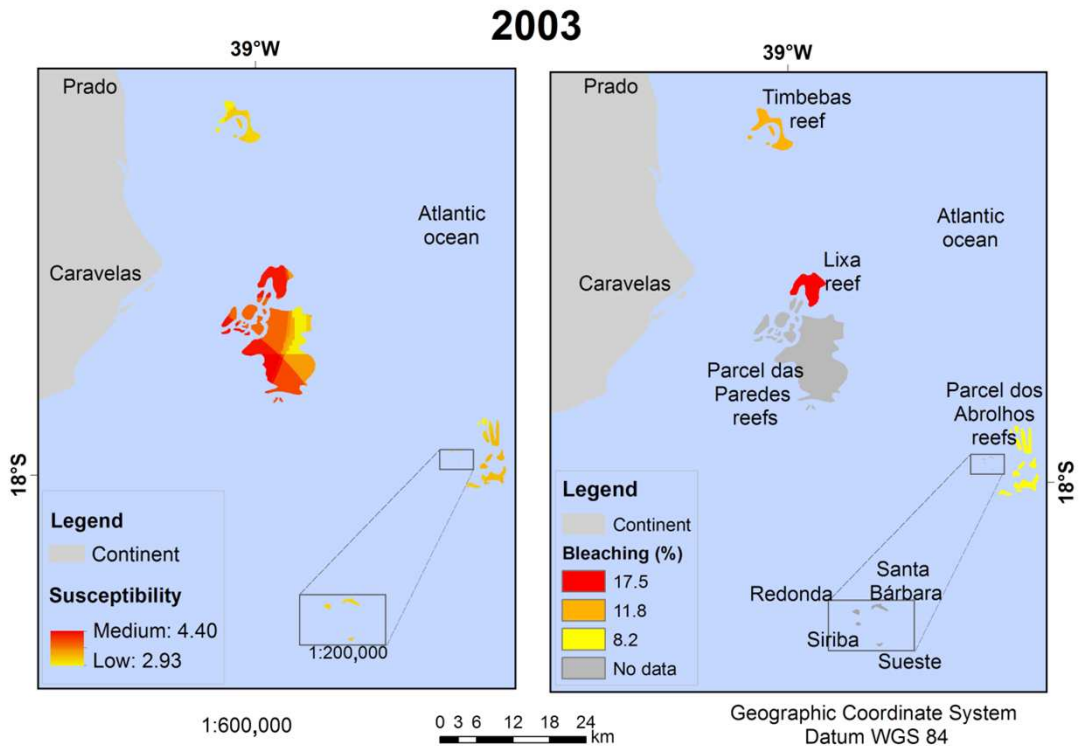 2003
39°W
Prado
Atlantic
ocean
Caravelas
18°S
Legend
Continent
Susceptibility
Medium: 4.40
Low: 2.93
1:200,000
39°W
Prado
Timbebas
reef
Atlantic
ocean
Lixa
reef
Caravelas
Parcel das
Paredes
reefs
Parcel dos
Abrolhos
reefs
18°S
Legend
Continent
Bleaching (%)
17.5
11.8
8.2
No data
Redonda
Santa
Bárbara
Siriba
Sueste
1:600,000
0 3 6 12 18 24
km
Geographic Coordinate System
Datum WGS 84